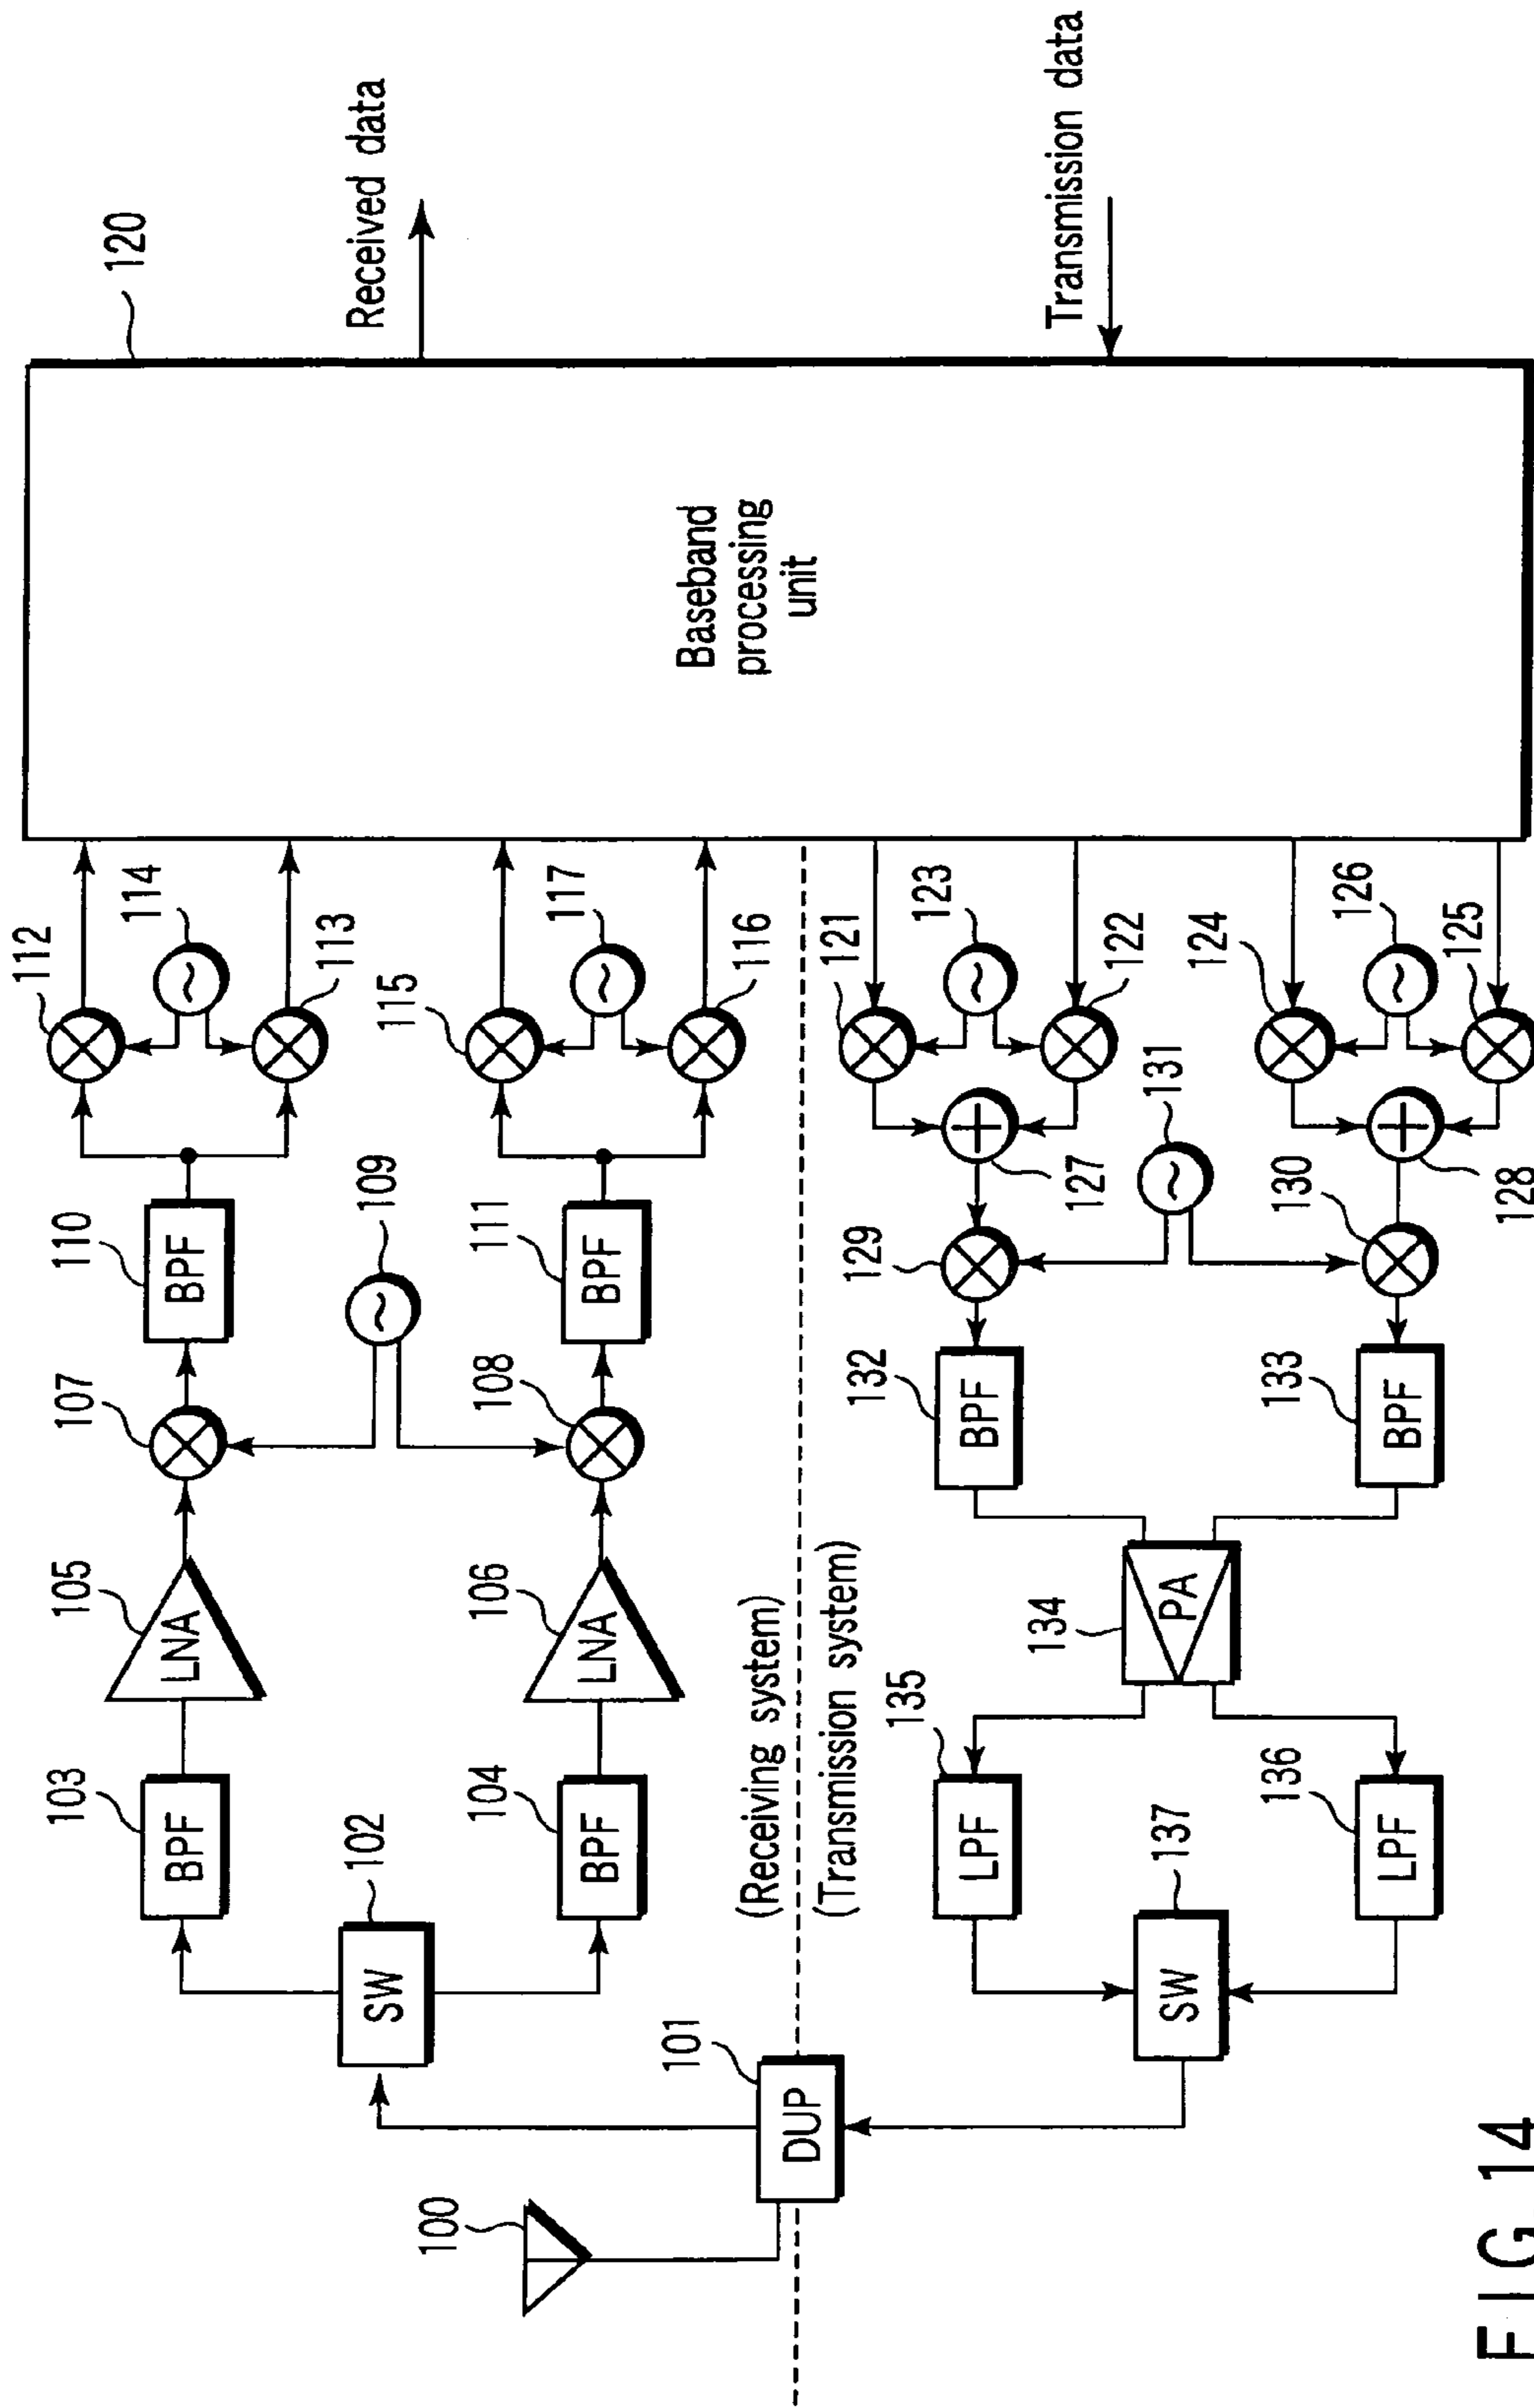 100
101
DUP
102
SW
103
BPF
104
BPF
105
LNA
106
LNA
107
108
109
110
BPF
111
BPF
112
113
114
115
116
117
120
Baseband
processing
unit
Received data
Transmission data
(Receiving system)
(Transmission system)
121
122
123
124
125
126
127
128
129
130
131
132
BPF
133
BPF
134
PA
135
LPF
136
LPF
137
SW
FIG. 14